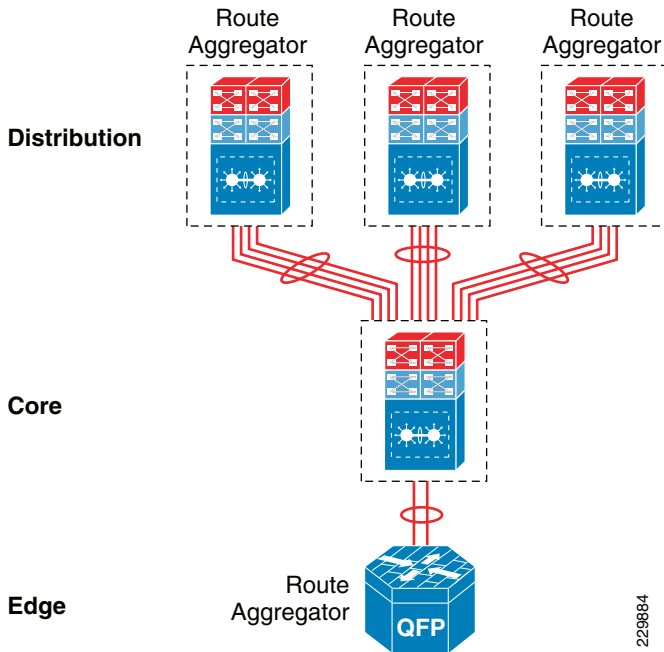 Route
Aggregator
Route
Aggregator
Route
Aggregator
Distribution
Core
Route
Aggregator
Edge
QFP
229884